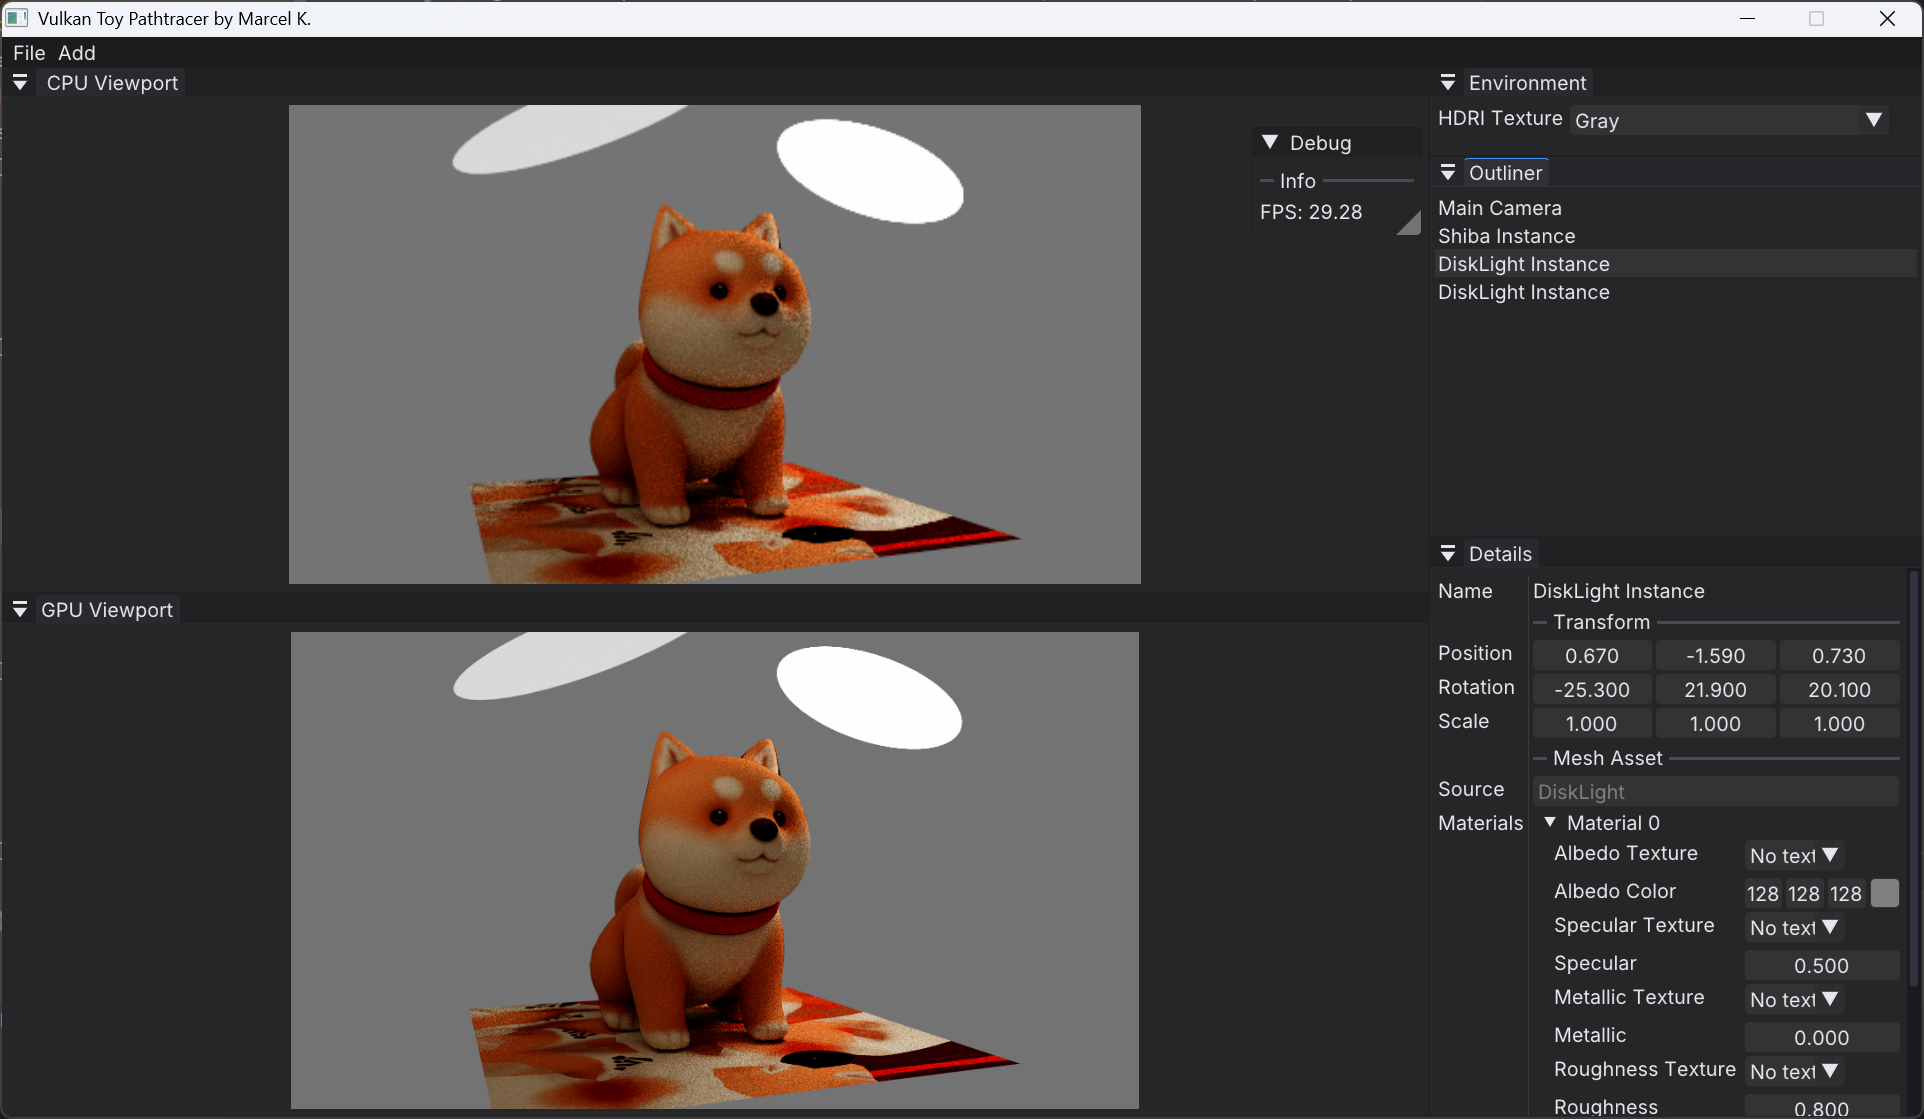 Vulkan Toy Pathtracer by Marcel K.
File Add
CPU Viewport
Debug
Info
FPS: 29.28
GPU Viewport
Environment
HDRI Texture Gray
Outliner
Main Camera
Shiba Instance
DiskLight Instance
DiskLight Instance
Details
Name DiskLight Instance
Transform
Position 0.670 -1.590 0.730
Rotation -25.300 21.900 20.100
Scale 1.000 1.000 1.000
Mesh Asset
Source DiskLight
Materials Material 0
Albedo Texture No text
Albedo Color 128 128 128
Specular Texture No text
Specular 0.500
Metallic Texture No text
Metallic 0.000
Roughness Texture No text
Roughness 0.800